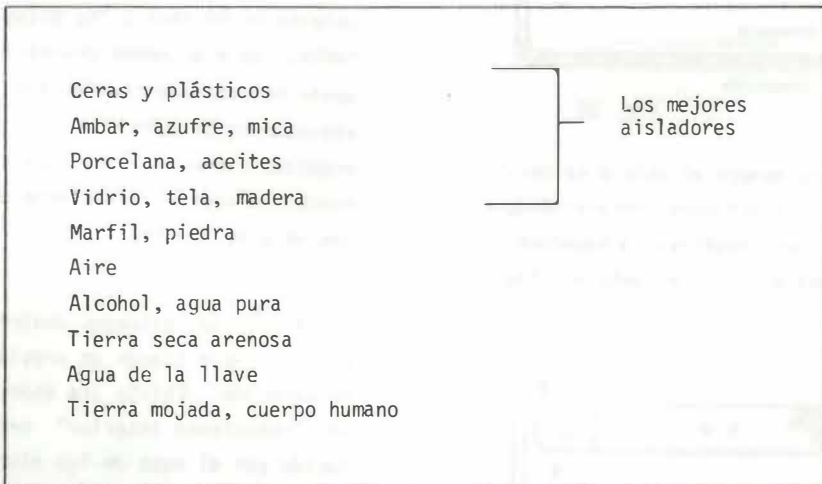 Ceras y plásticos
Ambar, azufre, mica
Porcelana, aceites
Vidrio, tela, madera
Los mejores
aisladores
Marfil, piedra
Aire
Alcohol, agua pura
Tierra seca arenosa
Agua de la llave
Tierra mojada, cuerpo humano